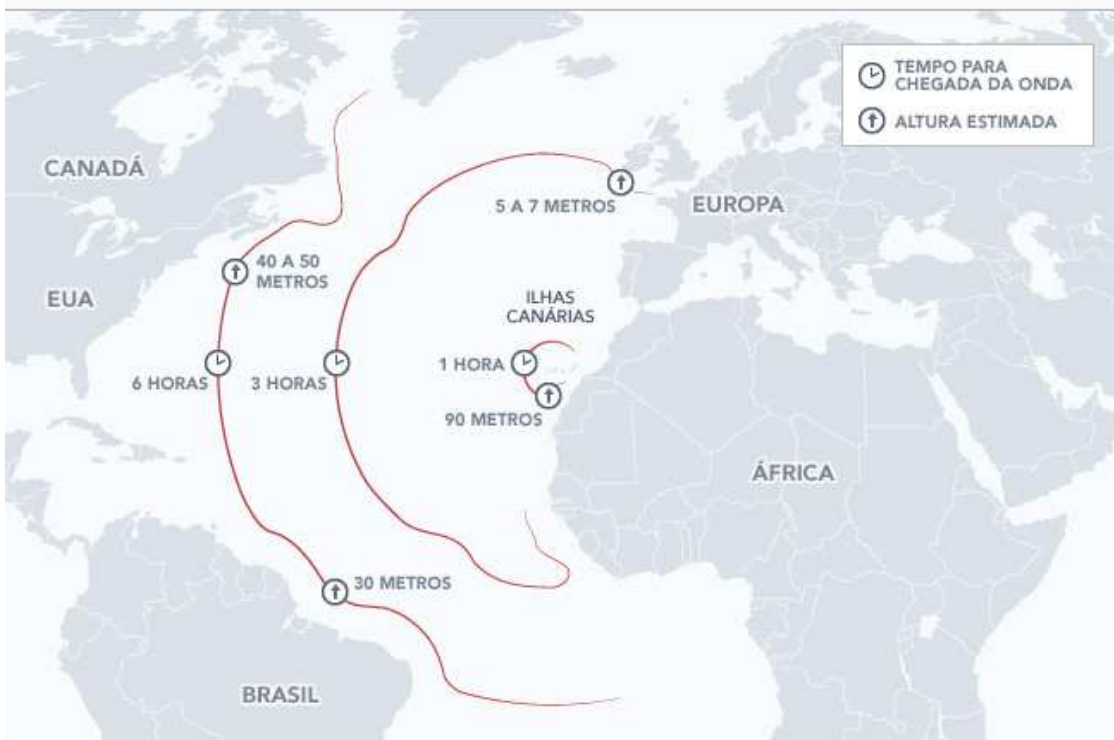 TEMPO PARA
CHEGADA DA ONDA
ALTURA ESTIMADA
CANADÁ
5 A 7 METROS
EUROPA
40 A 50
METROS
EUA
ILHAS
CANÁRIAS
6 HORAS
3 HORAS
1 HORA
90 METROS
ÁFRICA
30 METROS
BRASIL